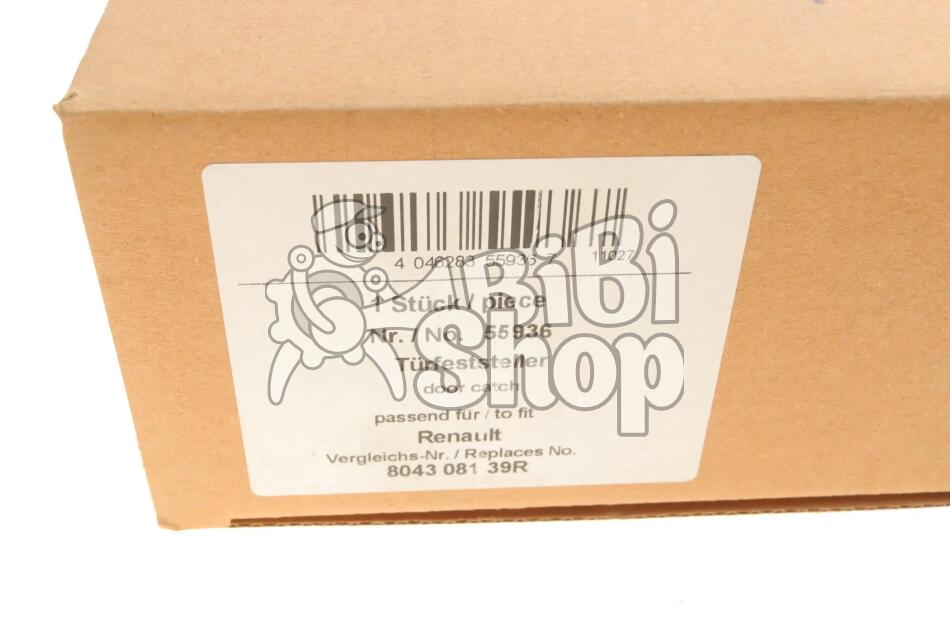 4 046283 55936 7 11027
1 Stück / piece
Nr. / No. 55936
Türfeststeller
door catch
passend für / to fit
Renault
Vergleichs-Nr. / Replaces No.
8043 081 39R
BiBi
Shop